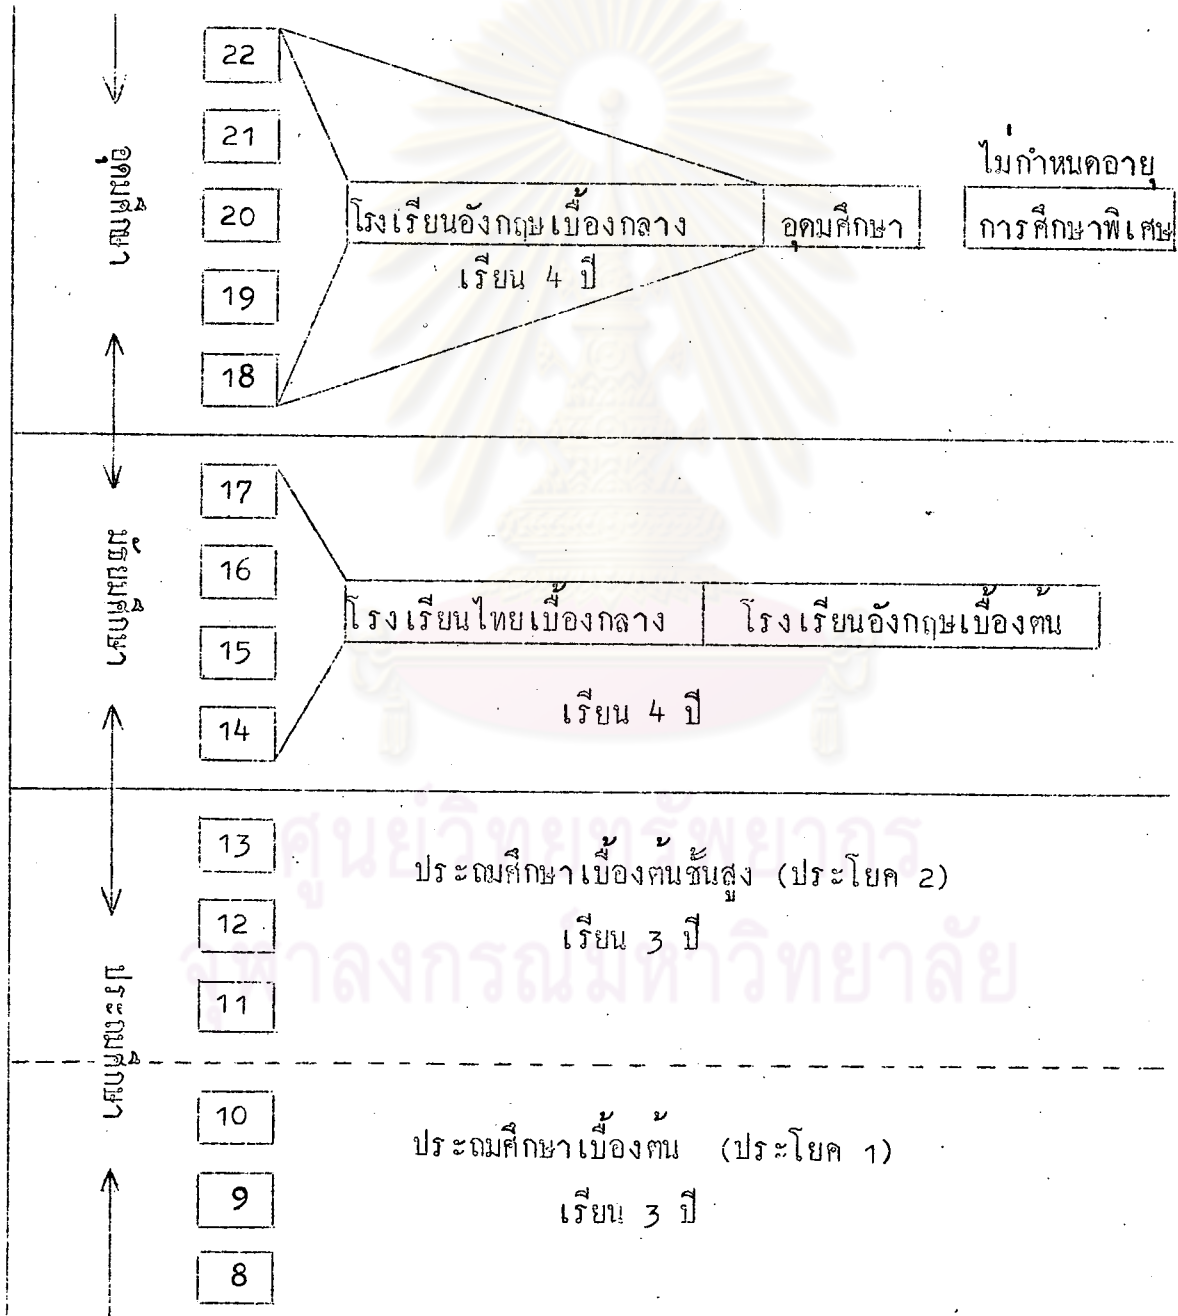 22
21
ไม่กำหนดอายุ
อุดมศึกษา
20
โรงเรียนอังกฤษเบื้องกลาง
อุดมศึกษา
การศึกษาพิเศษ
เรียน 4 ปี
19
18
17
16
มัธยมศึกษา
โรงเรียนไทยเบื้องกลาง
โรงเรียนอังกฤษเบื้องต้น
15
เรียน 4 ปี
14
13
ประถมศึกษาเบื้องต้นชั้นสูง (ประโยค 2)
12
เรียน 3 ปี
11
ประถมศึกษา
10
ประถมศึกษาเบื้องต้น (ประโยค 1)
9
เรียน 3 ปี
8
ศูนย์วิทยทรัพยากร
จุฬาลงกรณ์มหาวิทยาลัย